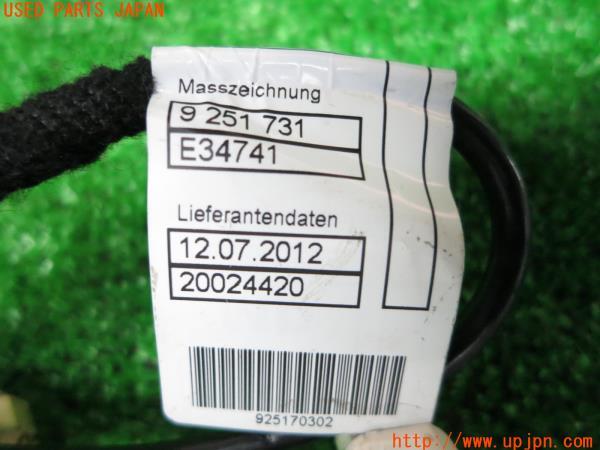 USED PARTS JAPAN
Masszeichnung
9 251 731
E34741
Lieferantendaten
12.07.2012
20024420
925170302
http://www.upjpn.com